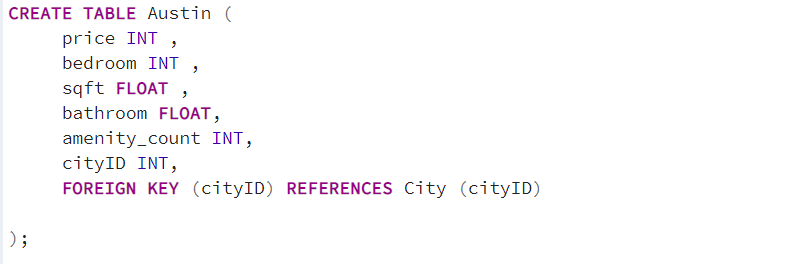 CREATE TABLE Austin (
price INT ,
bedroom INT ,
sqft FLOAT ,
bathroom FLOAT,
amenity_count INT,
cityID INT,
FOREIGN KEY (cityID) REFERENCES City (cityID)
);